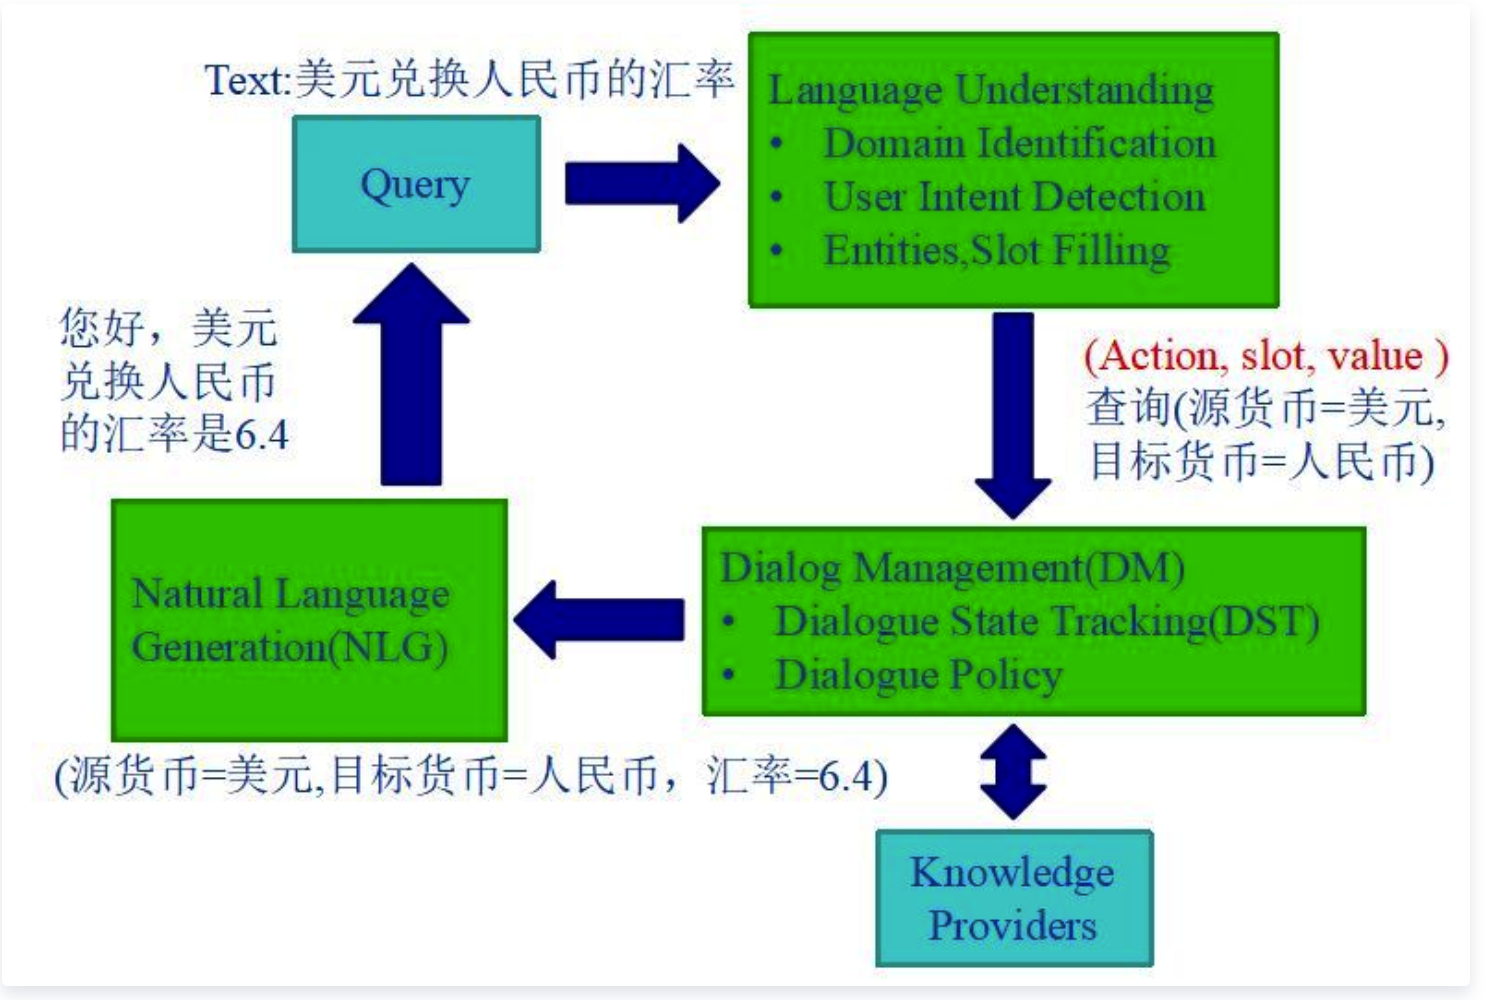 Text:美元兑换人民币的汇率
Query
Language Understanding
• Domain Identification
• User Intent Detection
• Entities,Slot Filling
(Action, slot, value )
查询(源货币=美元,
目标货币=人民币)
Dialog Management(DM)
• Dialogue State Tracking(DST)
• Dialogue Policy
Knowledge
Providers
(源货币=美元,目标货币=人民币，汇率=6.4)
Natural Language
Generation(NLG)
您好，美元
兑换人民币
的汇率是6.4